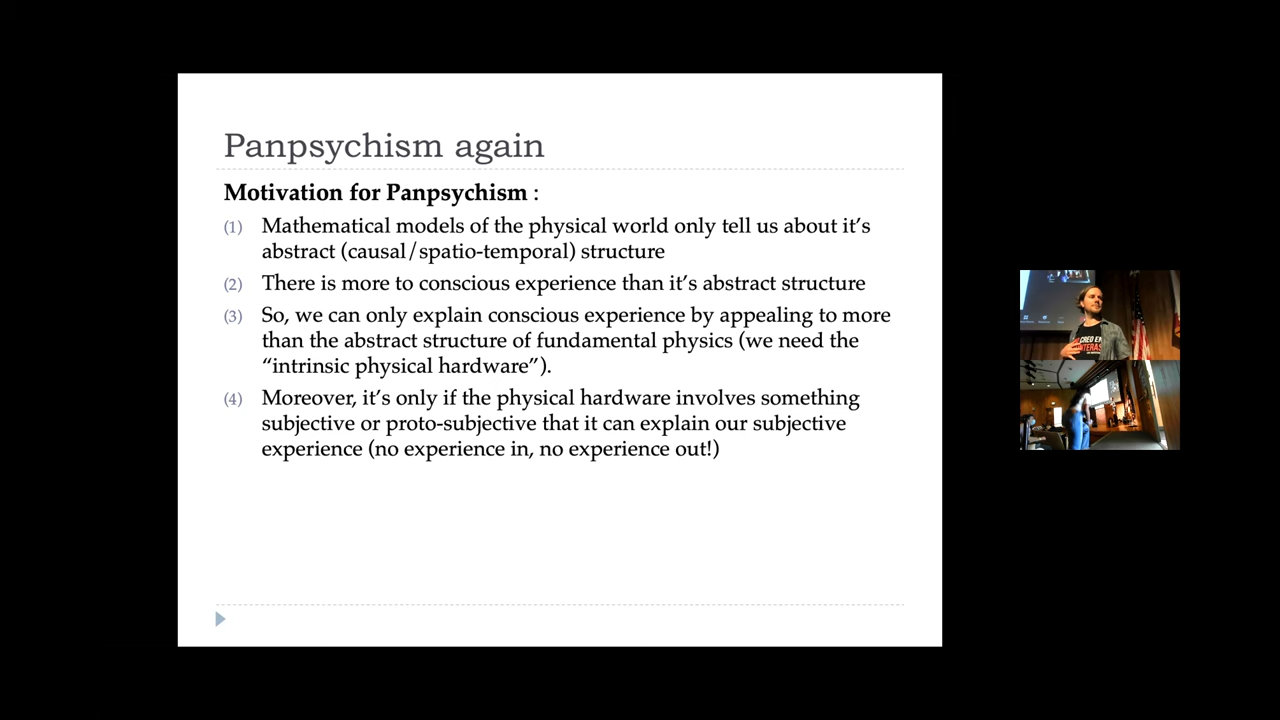 Panpsychism again
Motivation for Panpsychism :
(1) Mathematical models of the physical world only tell us about it's
abstract (causal/spatio-temporal) structure
(2) There is more to conscious experience than it's abstract structure
(3) So, we can only explain conscious experience by appealing to more
than the abstract structure of fundamental physics (we need the
“intrinsic physical hardware”).
(4) Moreover, it's only if the physical hardware involves something
subjective or proto-subjective that it can explain our subjective
experience (no experience in, no experience out!)
CREO EN